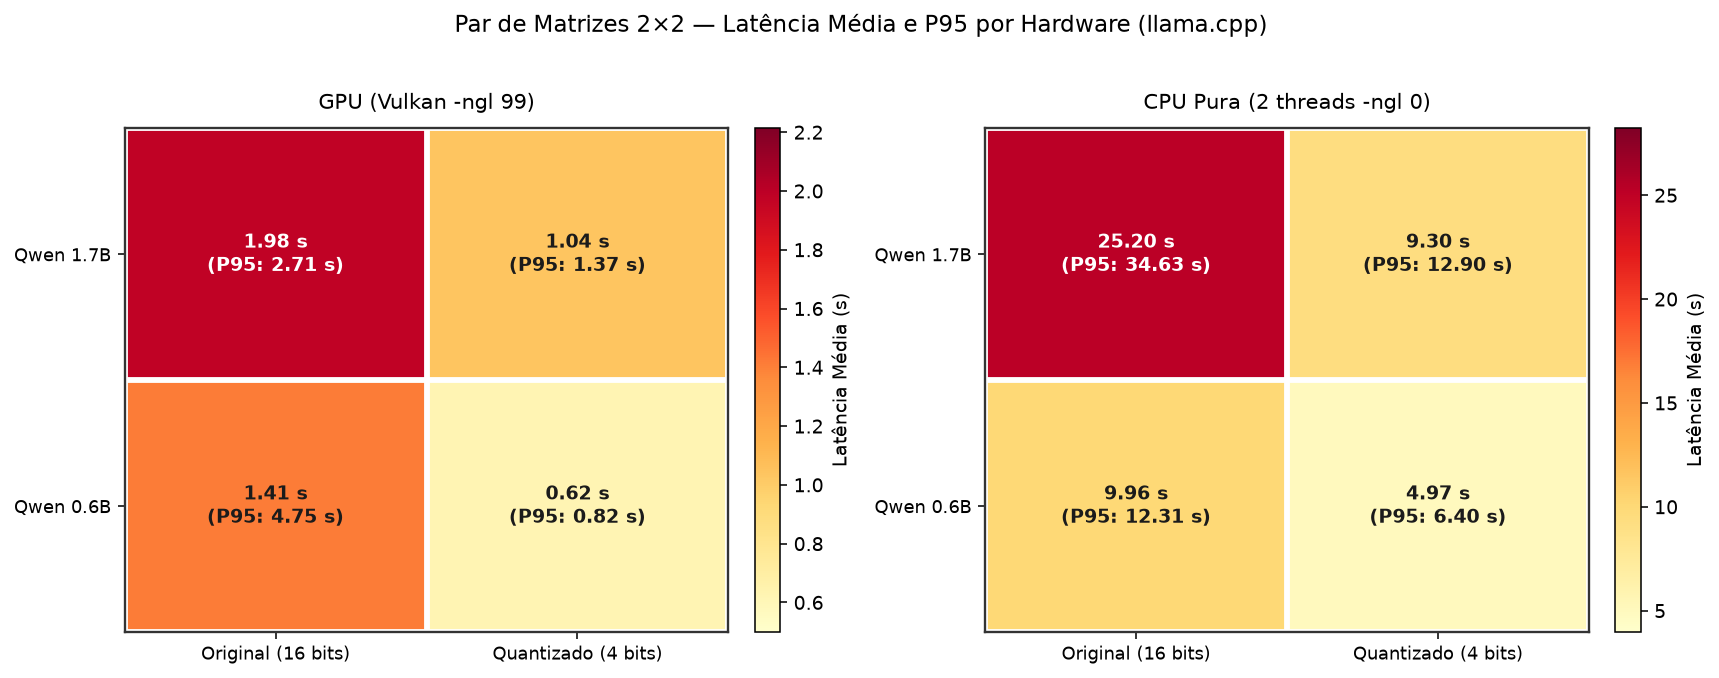 Par de Matrizes 2×2 — Latência Média e P95 por Hardware (llama.cpp)
GPU (Vulkan -ngl 99)
Qwen 1.7B
Qwen 0.6B
1.98 s
(P95: 2.71 s)
1.04 s
(P95: 1.37 s)
1.41 s
(P95: 4.75 s)
0.62 s
(P95: 0.82 s)
Original (16 bits)
Quantizado (4 bits)
2.2
2.0
1.8
1.6
1.4
1.2
1.0
0.8
0.6
Latência Média (s)
CPU Pura (2 threads -ngl 0)
Qwen 1.7B
Qwen 0.6B
25.20 s
(P95: 34.63 s)
9.30 s
(P95: 12.90 s)
9.96 s
(P95: 12.31 s)
4.97 s
(P95: 6.40 s)
Original (16 bits)
Quantizado (4 bits)
25
20
15
10
5
Latência Média (s)